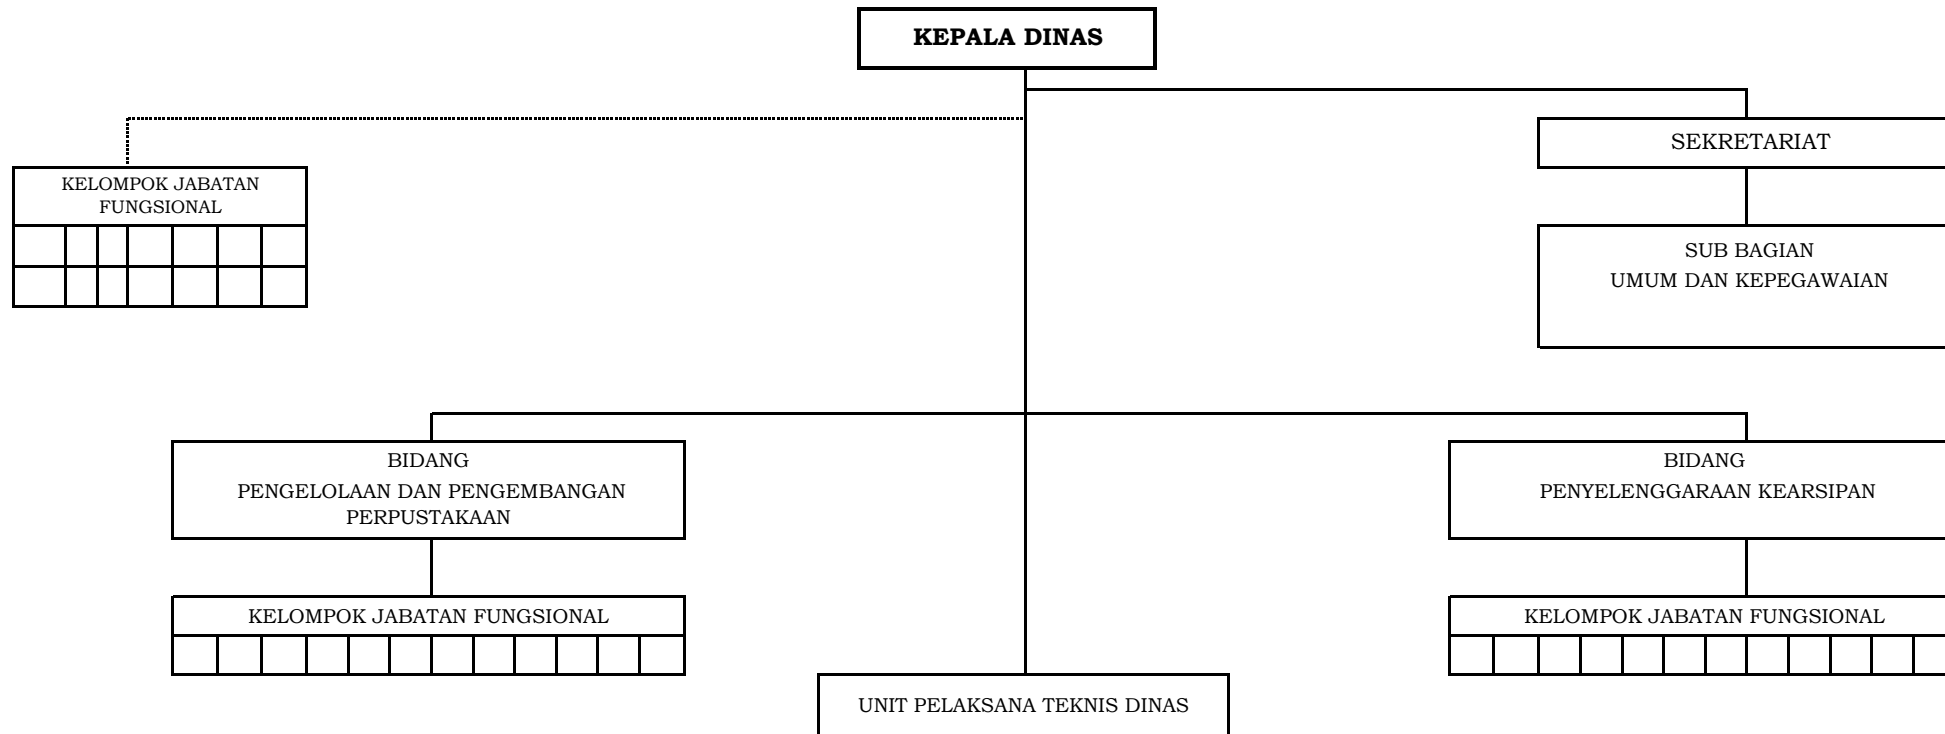 KEPALA DINAS
SEKRETARIAT
KELOMPOK JABATAN
FUNGSIONAL
SUB BAGIAN
UMUM DAN KEPEGAWAIAN
BIDANG
PENGELOLAAN DAN PENGEMBANGAN
PERPUSTAKAAN
BIDANG
PENYELENGGARAAN KEARSIPAN
KELOMPOK JABATAN FUNGSIONAL
KELOMPOK JABATAN FUNGSIONAL
UNIT PELAKSANA TEKNIS DINAS